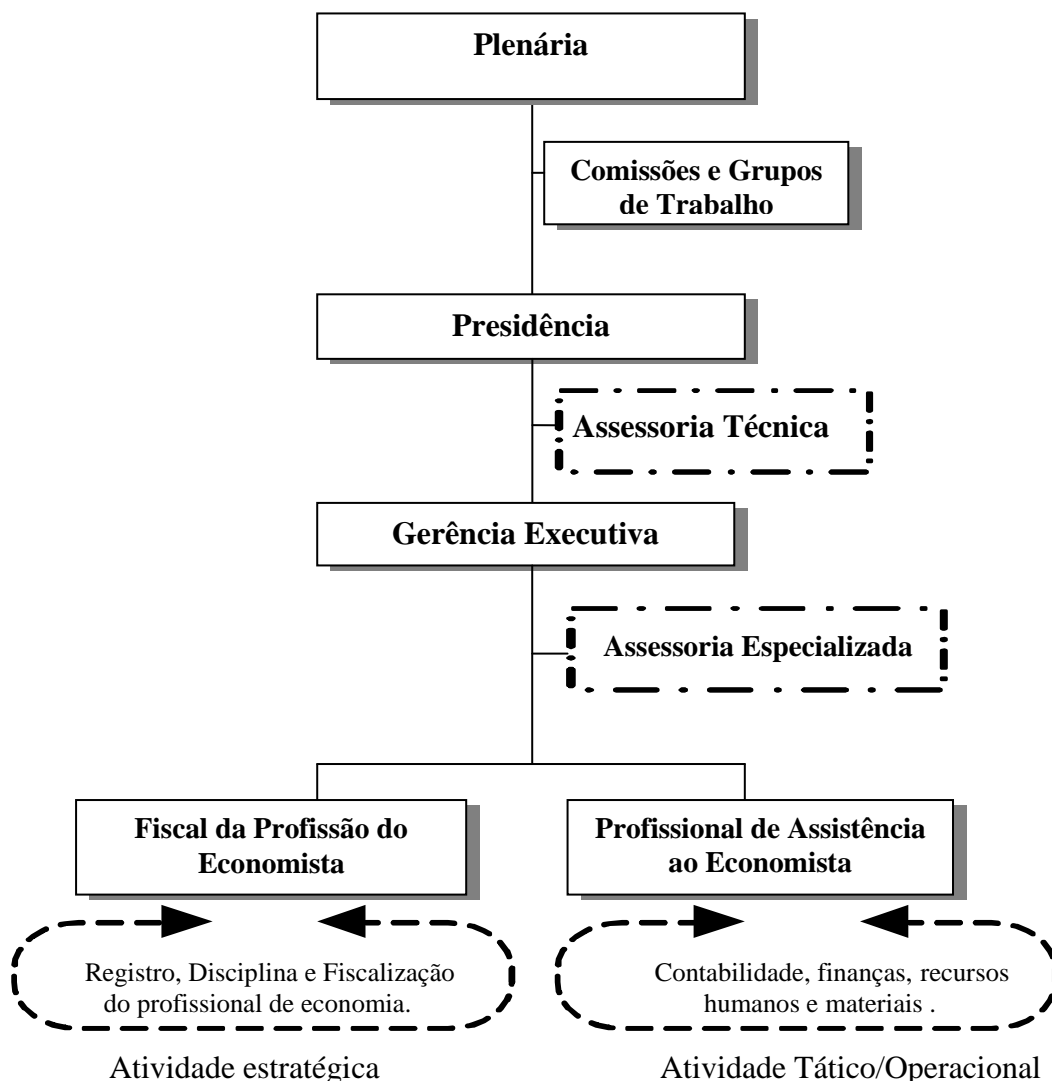 Plenária
Comissões e Grupos
de Trabalho
Presidência
Assessoria Técnica
Gerência Executiva
Assessoria Especializada
Fiscal da Profissão do
Economista
Profissional de Assistência
ao Economista
Registro, Disciplina e Fiscalização
do profissional de economia.
Contabilidade, finanças, recursos
humanos e materiais .
Atividade estratégica
Atividade Tático/Operacional